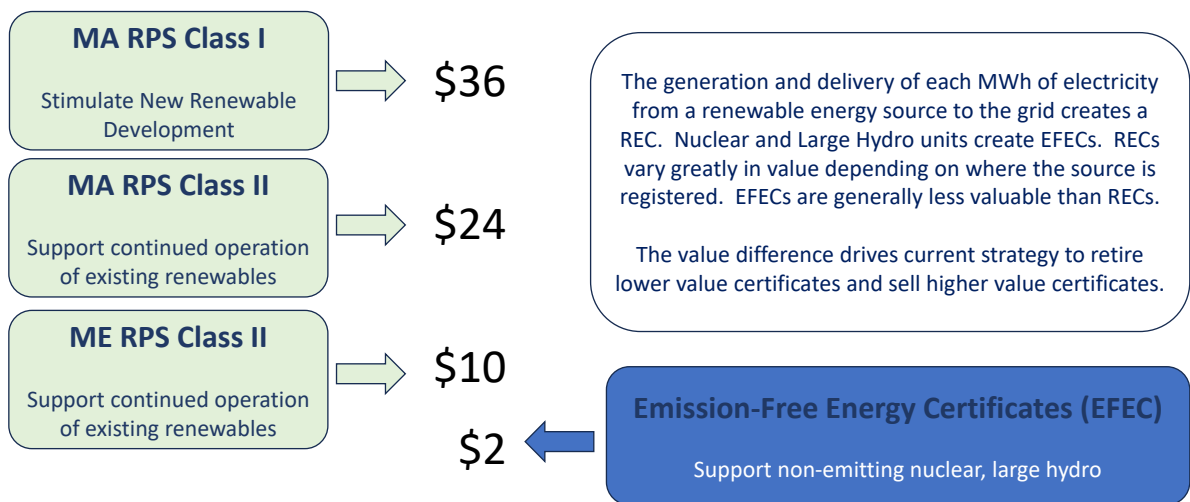 MA RPS Class I
Stimulate New Renewable
Development
$36
MA RPS Class II
Support continued operation
of existing renewables
$24
ME RPS Class II
Support continued operation
of existing renewables
$10
The generation and delivery of each MWh of electricity
from a renewable energy source to the grid creates a
REC.  Nuclear and Large Hydro units create EFECs.  RECs
vary greatly in value depending on where the source is
registered.  EFECs are generally less valuable than RECs.
The value difference drives current strategy to retire
lower value certificates and sell higher value certificates.
$2
Emission-Free Energy Certificates (EFEC)
Support non-emitting nuclear, large hydro